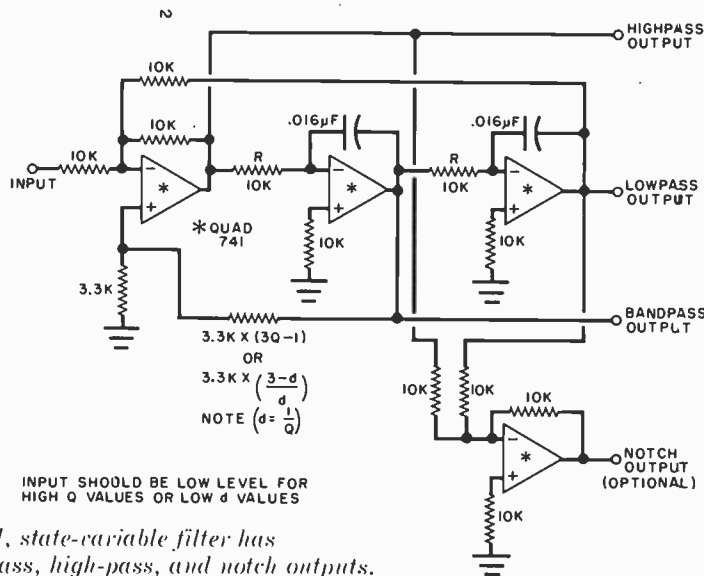 2
HIGHPASS
OUTPUT
10K
10K
.016µF
.016µF
10K
INPUT
R
10K
R
10K
LOWPASS
OUTPUT
−
*
+
−
*
+
−
*
+
*QUAD
741
10K
10K
3.3K
BANDPASS
OUTPUT
3.3K × (3Q−1)
OR
3.3K × (3−d/d)
NOTE (d=1/Q)
10K
10K
10K
−
*
+
NOTCH
OUTPUT
(OPTIONAL)
10K
INPUT SHOULD BE LOW LEVEL FOR
HIGH Q VALUES OR LOW d VALUES
, state-variable filter has
ass, high-pass, and notch outputs.